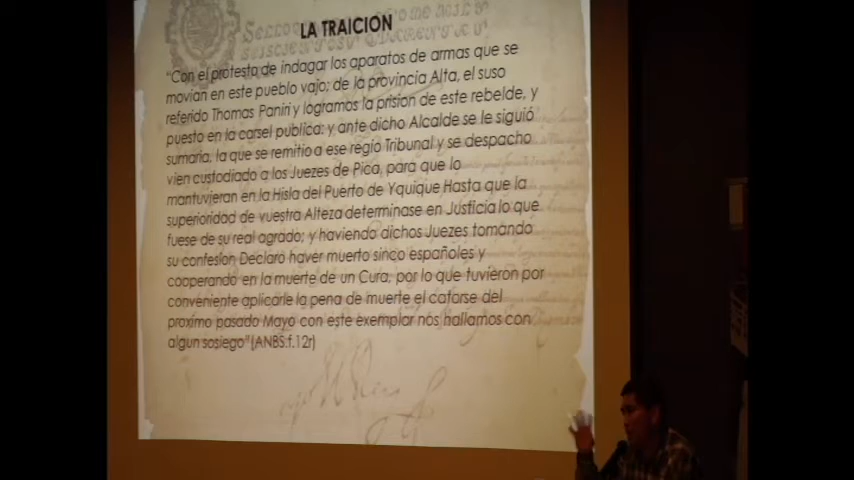 LA TRAICION
"Con el protesto de indagar los aparatos de armas que se
movian en este pueblo vajo; de la provincia Alta, el suso
referido Thomas Paniri y logramos la prision de este rebelde, y
puesto en la carsel publica: y ante dicho Alcalde se le siguió
sumaria, la que se remitio a ese regio Tribunal y se despacho
vien custodiado a los Juezes de Pica, para que lo
mantuvieran en la Hisla del Puerto de Yquique Hasta que la
superioridad de vuestra Alteza determinase en Justicia lo que
fuese de su real agrado; y haviendo dichos Juezes tomando
su confesion Declaró haver muerto sinco españoles y
cooperando en la muerte de un Cura, por lo que tuvieron por
conveniente aplicarle la pena de muerte el catorse del
proximo pasado Mayo con este exemplar nos hallamos con
algun sosiego"(ANBS:f.12r)